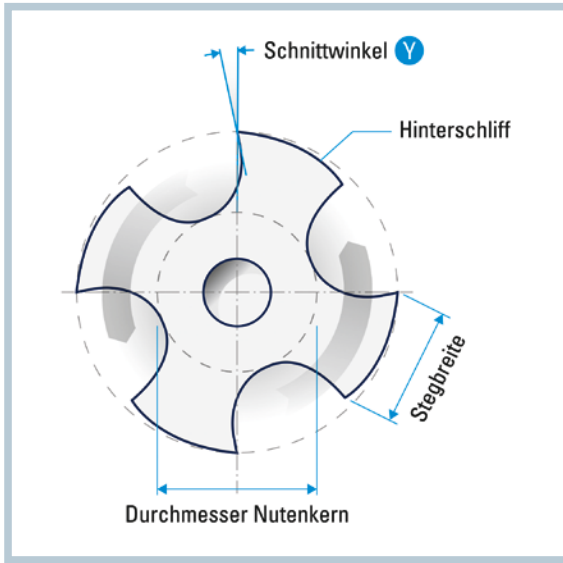 Schnittwinkel Y
Hinterschliff
Stegbreite
Durchmesser Nutenkern